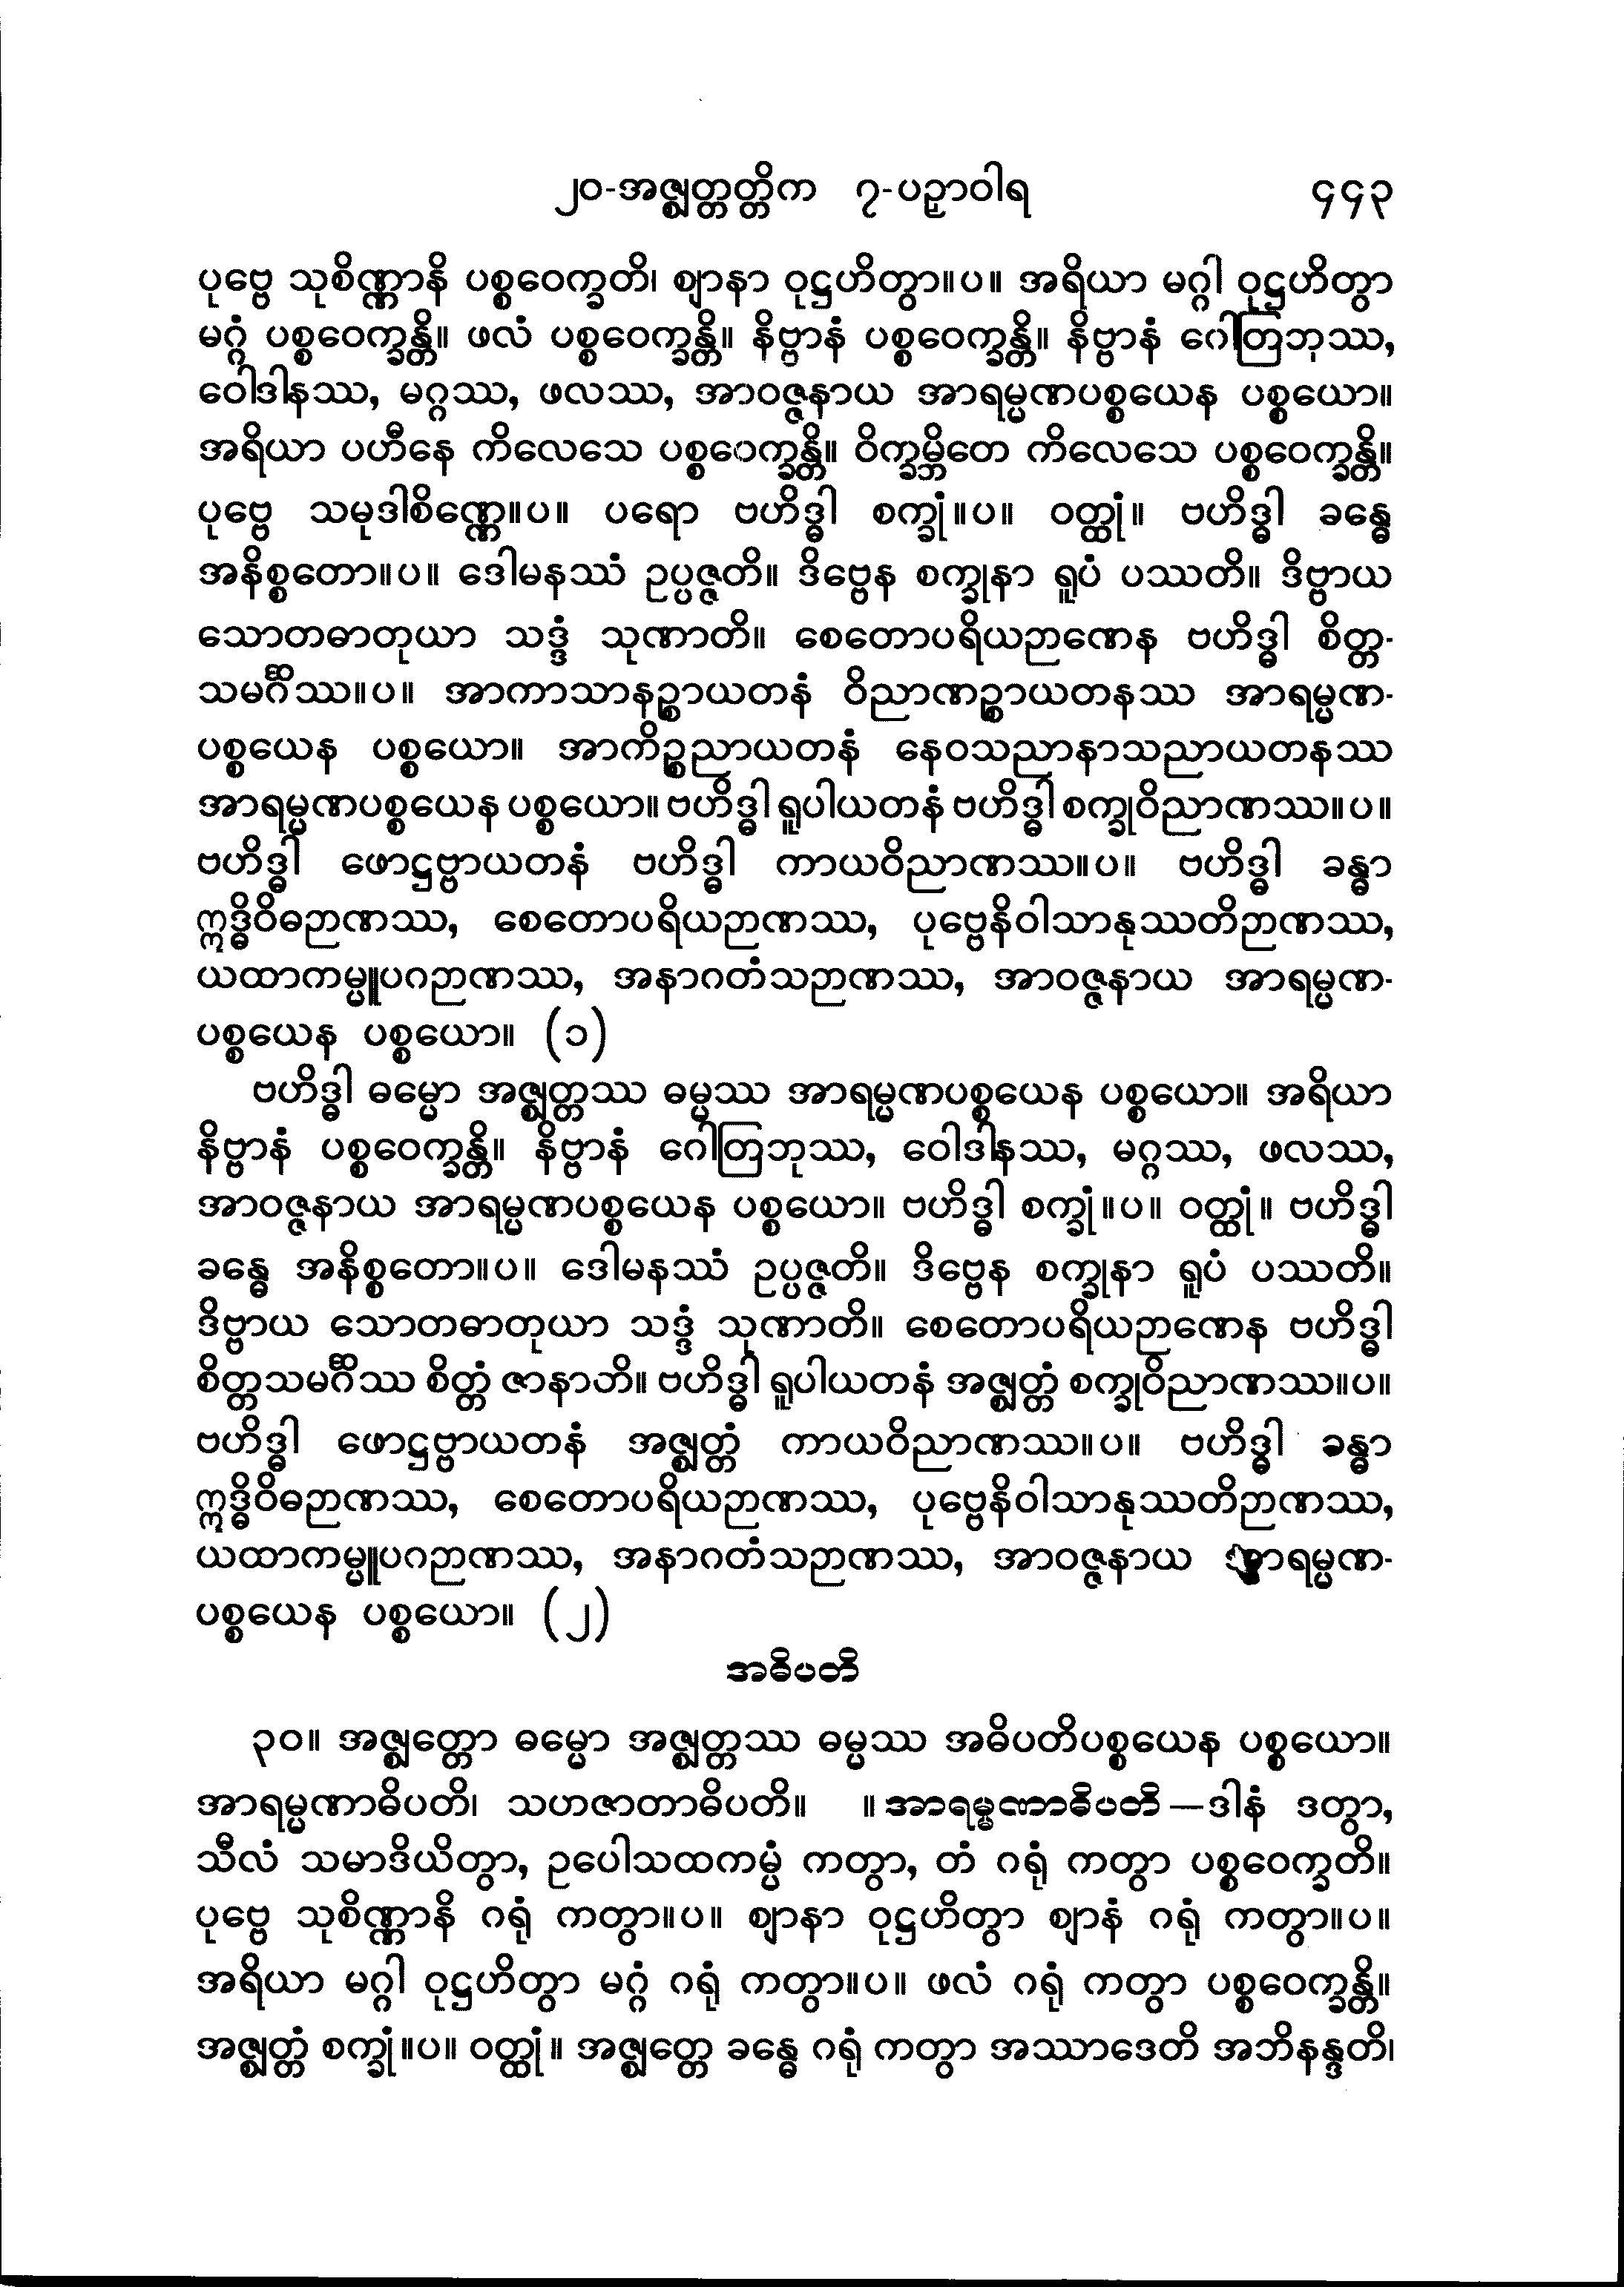 ၂၀-အဇ္ဈတ္တတ္တိက ၇-ပဉှာဝါရ ၄၄၃
ပုဗ္ဗေ သုစိဏ္ဏာနိ ပစ္စဝေက္ခတိ၊ ဈာနာ ဝုဋ္ဌဟိတွာ။ပ။ အရိယာ မဂ္ဂါ ဝုဋ္ဌဟိတွာ
မဂ္ဂံ ပစ္စဝေက္ခန္တိ။ ဖလံ ပစ္စဝေက္ခန္တိ။ နိဗ္ဗာနံ ပစ္စဝေက္ခန္တိ။ နိဗ္ဗာနံ ဂေါတြဘုဿ,
ဝေါဒါနဿ, မဂ္ဂဿ, ဖလဿ, အာဝဇ္ဇနာယ အာရမ္မဏပစ္စယေန ပစ္စယော။
အရိယာ ပဟီနေ ကိလေသေ ပစ္စဝေက္ခန္တိ။ ဝိက္ခမ္ဘိတေ ကိလေသေ ပစ္စဝေက္ခန္တိ။
ပုဗ္ဗေ သမုဒါစိဏ္ဏေ။ပ။ ပရော ဗဟိဒ္ဓါ စက္ခုံ။ပ။ ဝတ္ထုံ။ ဗဟိဒ္ဓါ ခန္ဓေ
အနိစ္စတော။ပ။ ဒေါမနဿံ ဥပ္ပဇ္ဇတိ။ ဒိဗ္ဗေန စက္ခုနာ ရူပံ ပဿတိ။ ဒိဗ္ဗာယ
သောတဓာတုယာ သဒ္ဒံ သုဏာတိ။ စေတောပရိယဉာဏေန ဗဟိဒ္ဓါ စိတ္တ-
သမင်္ဂိဿ။ပ။ အာကာသာနဉ္စာယတနံ ဝိညာဏဉ္စာယတနဿ အာရမ္မဏ-
ပစ္စယေန ပစ္စယော။ အာကိဉ္စညာယတနံ နေဝသညာနာသညာယတနဿ
အာရမ္မဏပစ္စယေန ပစ္စယော။ ဗဟိဒ္ဓါ ရူပါယတနံ ဗဟိဒ္ဓါ စက္ခုဝိညာဏဿ။ပ။
ဗဟိဒ္ဓါ ဖောဋ္ဌဗ္ဗာယတနံ ဗဟိဒ္ဓါ ကာယဝိညာဏဿ။ပ။ ဗဟိဒ္ဓါ ခန္ဓာ
ဣဒ္ဓိဝိဓဉာဏဿ, စေတောပရိယဉာဏဿ, ပုဗ္ဗေနိဝါသာနုဿတိဉာဏဿ,
ယထာကမ္မူပဂဉာဏဿ, အနာဂတံသဉာဏဿ, အာဝဇ္ဇနာယ အာရမ္မဏ-
ပစ္စယေန ပစ္စယော။ (၁)
ဗဟိဒ္ဓါ ဓမ္မော အဇ္ဈတ္တဿ ဓမ္မဿ အာရမ္မဏပစ္စယေန ပစ္စယော။ အရိယာ
နိဗ္ဗာနံ ပစ္စဝေက္ခန္တိ။ နိဗ္ဗာနံ ဂေါတြဘုဿ, ဝေါဒါနဿ, မဂ္ဂဿ, ဖလဿ,
အာဝဇ္ဇနာယ အာရမ္မဏပစ္စယေန ပစ္စယော။ ဗဟိဒ္ဓါ စက္ခုံ။ပ။ ဝတ္ထုံ။ ဗဟိဒ္ဓါ
ခန္ဓေ အနိစ္စတော။ပ။ ဒေါမနဿံ ဥပ္ပဇ္ဇတိ။ ဒိဗ္ဗေန စက္ခုနာ ရူပံ ပဿတိ။
ဒိဗ္ဗာယ သောတဓာတုယာ သဒ္ဒံ သုဏာတိ။ စေတောပရိယဉာဏေန ဗဟိဒ္ဓါ
စိတ္တသမင်္ဂိဿ စိတ္တံ ဇာနာတိ။ ဗဟိဒ္ဓါ ရူပါယတနံ အဇ္ဈတ္တံ စက္ခုဝိညာဏဿ။ပ။
ဗဟိဒ္ဓါ ဖောဋ္ဌဗ္ဗာယတနံ အဇ္ဈတ္တံ ကာယဝိညာဏဿ။ပ။ ဗဟိဒ္ဓါ ခန္ဓာ
ဣဒ္ဓိဝိဓဉာဏဿ, စေတောပရိယဉာဏဿ, ပုဗ္ဗေနိဝါသာနုဿတိဉာဏဿ,
ယထာကမ္မူပဂဉာဏဿ, အနာဂတံသဉာဏဿ, အာဝဇ္ဇနာယ အာရမ္မဏ-
ပစ္စယေန ပစ္စယော။ (၂)
အဓိပတိ
၃၀။ အဇ္ဈတ္တော ဓမ္မော အဇ္ဈတ္တဿ ဓမ္မဿ အဓိပတိပစ္စယေန ပစ္စယော။
အာရမ္မဏာဓိပတိ၊ သဟဇာတာဓိပတိ။ ။အာရမ္မဏာဓိပတိ—ဒါနံ ဒတွာ,
သီလံ သမာဒိယိတွာ, ဥပေါသထကမ္မံ ကတွာ, တံ ဂရုံ ကတွာ ပစ္စဝေက္ခတိ။
ပုဗ္ဗေ သုစိဏ္ဏာနိ ဂရုံ ကတွာ။ပ။ ဈာနာ ဝုဋ္ဌဟိတွာ ဈာနံ ဂရုံ ကတွာ။ပ။
အရိယာ မဂ္ဂါ ဝုဋ္ဌဟိတွာ မဂ္ဂံ ဂရုံ ကတွာ။ပ။ ဖလံ ဂရုံ ကတွာ ပစ္စဝေက္ခန္တိ။
အဇ္ဈတ္တံ စက္ခုံ။ပ။ ဝတ္ထုံ။ အဇ္ဈတ္တေ ခန္ဓေ ဂရုံ ကတွာ အဿာဒေတိ အဘိနန္ဒတိ၊